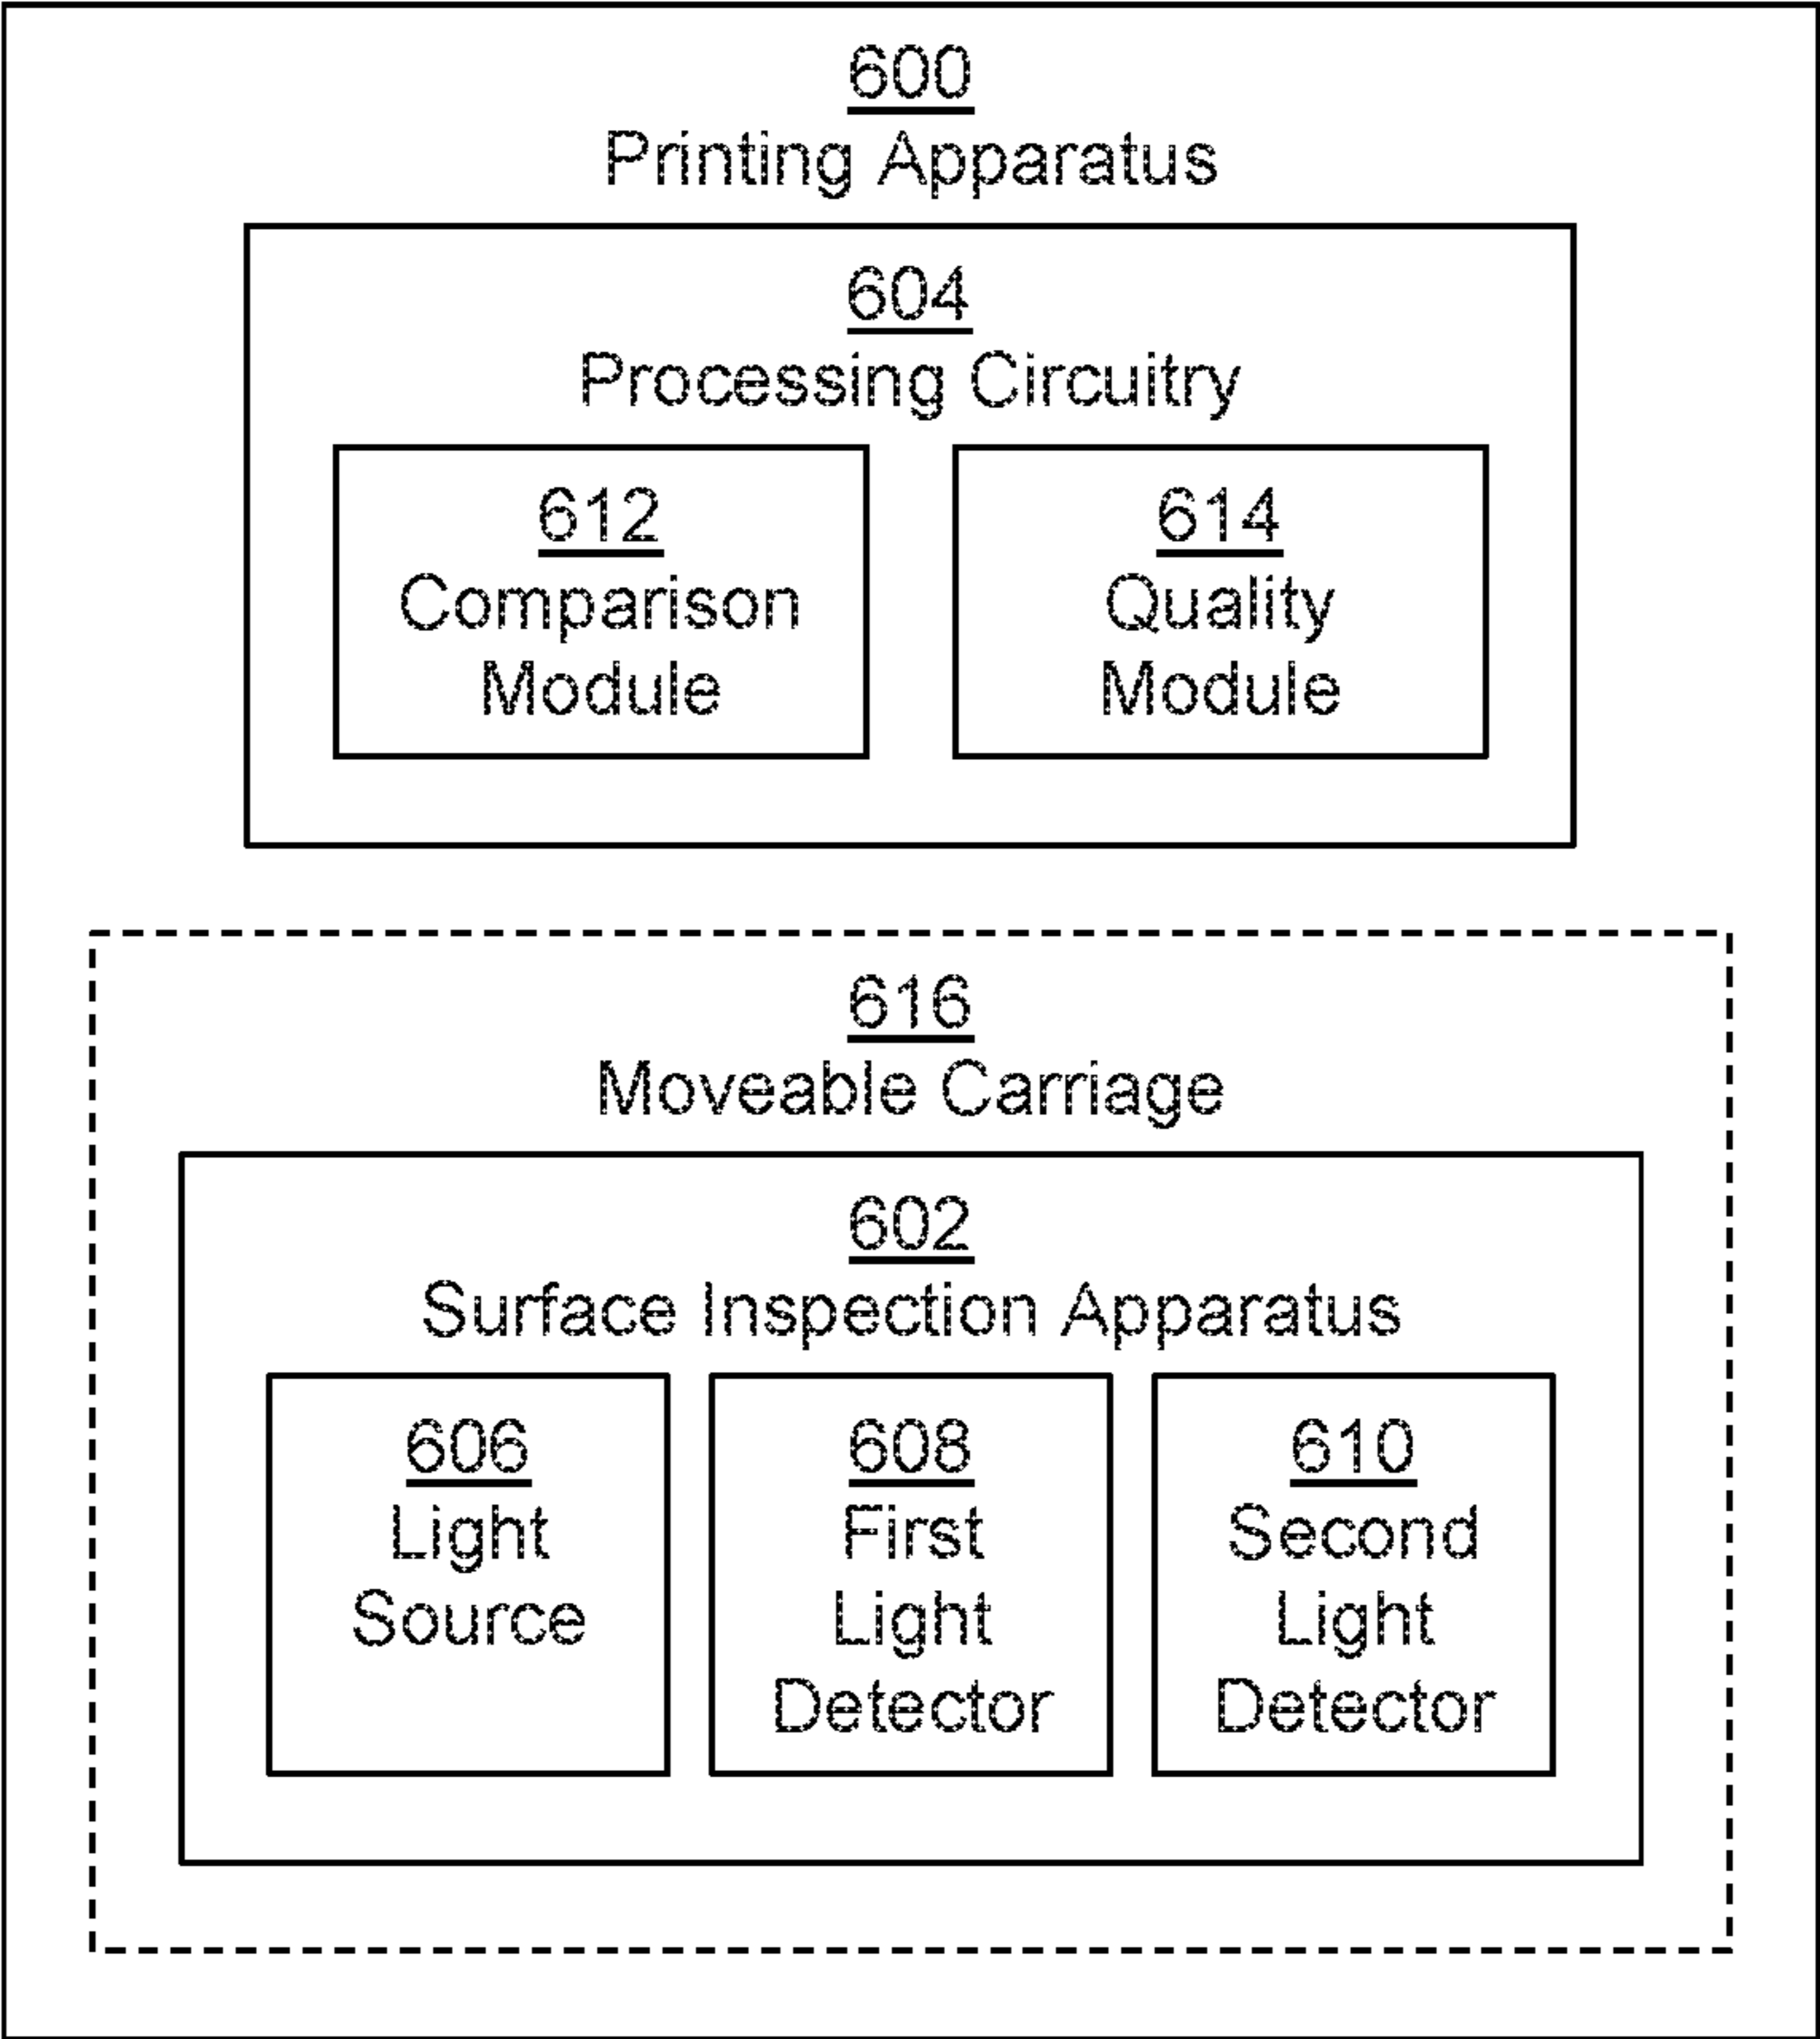 600
Printing Apparatus
604
Processing Circuitry
612
Comparison
Module
614
Quality
Module
616
Moveable Carriage
602
Surface Inspection Apparatus
606
Light
Source
608
First
Light
Detector
610
Second
Light
Detector